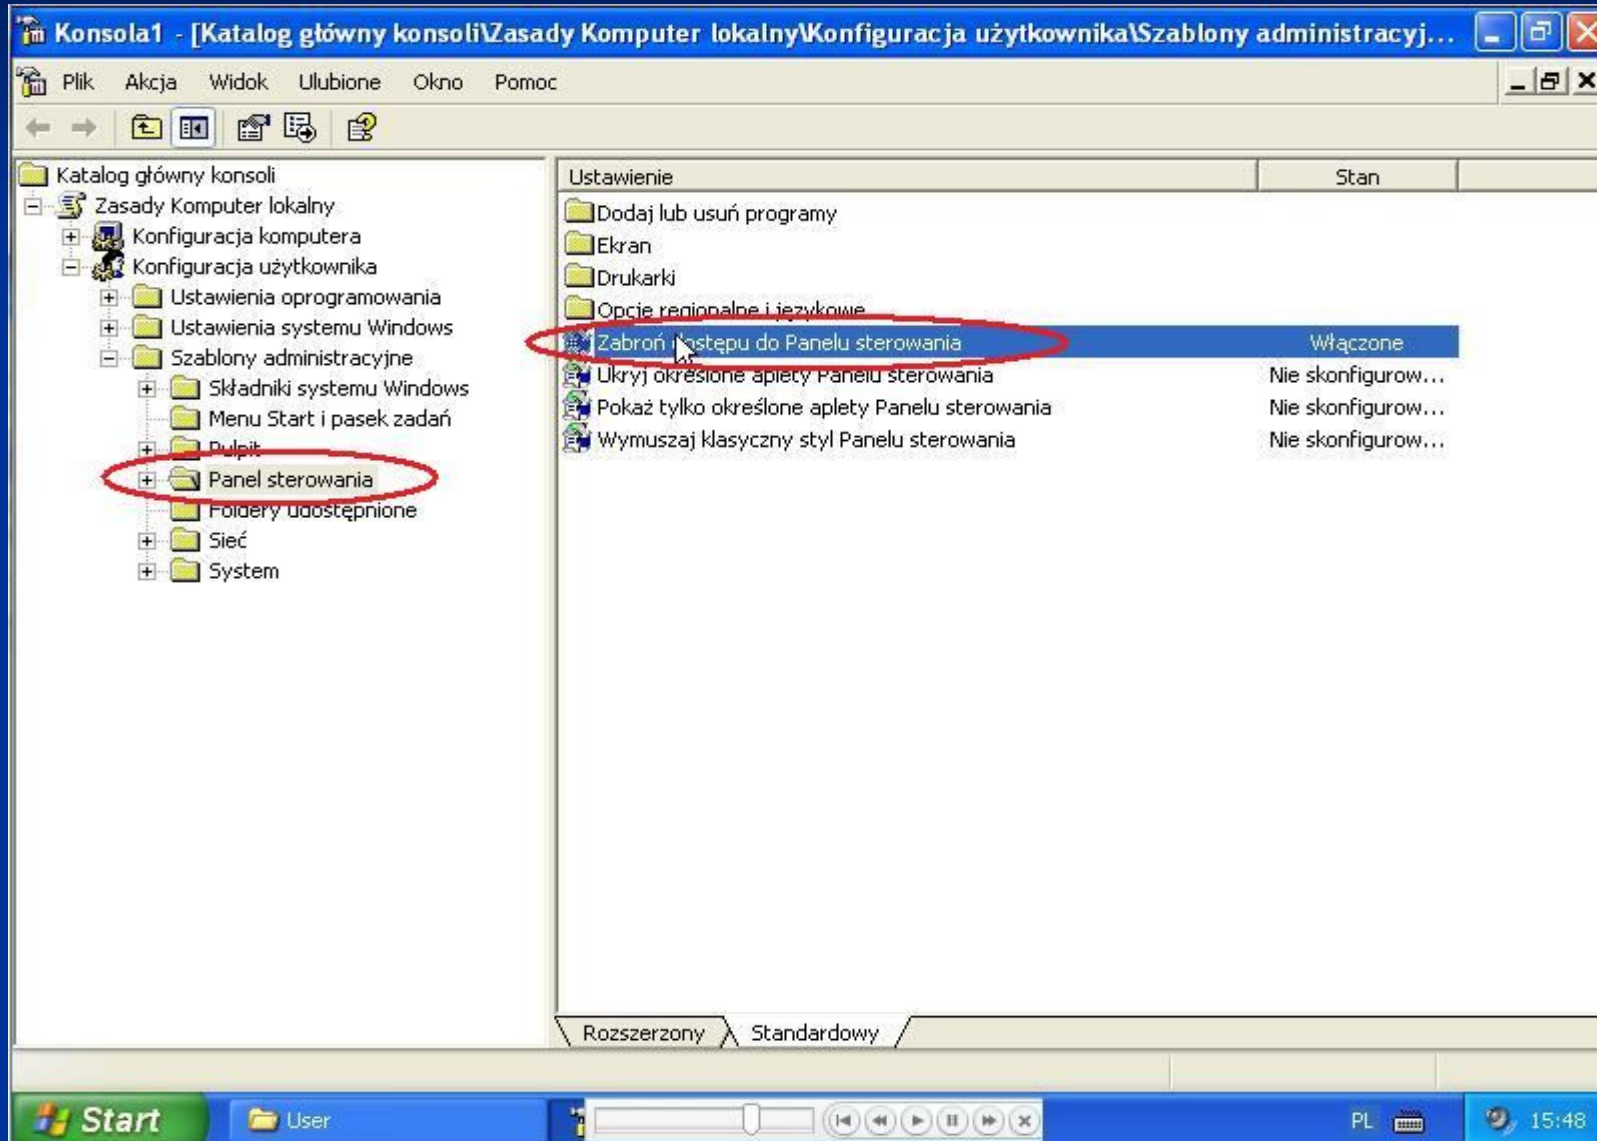 Konsola1 - [Katalog główny konsoli\Zasady Komputer lokalny\Konfiguracja użytkownika\Szablony administracyj...
Plik Akcja Widok Ulubione Okno Pomoc
Katalog główny konsoli
Zasady Komputer lokalny
Konfiguracja komputera
Konfiguracja użytkownika
Ustawienia oprogramowania
Ustawienia systemu Windows
Szablony administracyjne
Składniki systemu Windows
Menu Start i pasek zadań
Pulpit
Panel sterowania
Foldery udostępnione
Sieć
System
Ustawienie Stan
Dodaj lub usuń programy
Ekran
Drukarki
Opcje regionalne i językowe
Zabroń dostępu do Panelu sterowania Włączone
Ukryj określone aplety Panelu sterowania Nie skonfigurow...
Pokaż tylko określone aplety Panelu sterowania Nie skonfigurow...
Wymuszaj klasyczny styl Panelu sterowania Nie skonfigurow...
Rozszerzony Standardowy
Start User PL 15:48